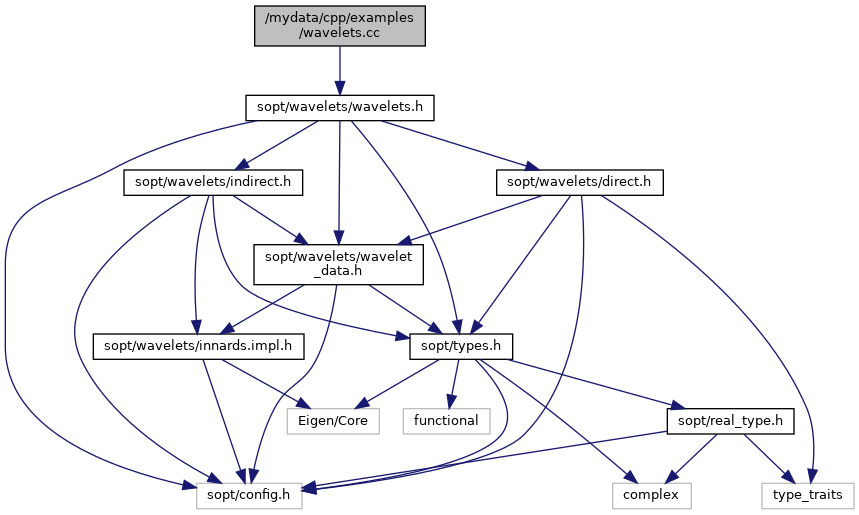 /mydata/cpp/examples
/wavelets.cc
sopt/wavelets/wavelets.h
sopt/wavelets/indirect.h
sopt/wavelets/direct.h
sopt/wavelets/wavelet
_data.h
sopt/wavelets/innards.impl.h
sopt/types.h
Eigen/Core
functional
sopt/real_type.h
sopt/config.h
complex
type_traits